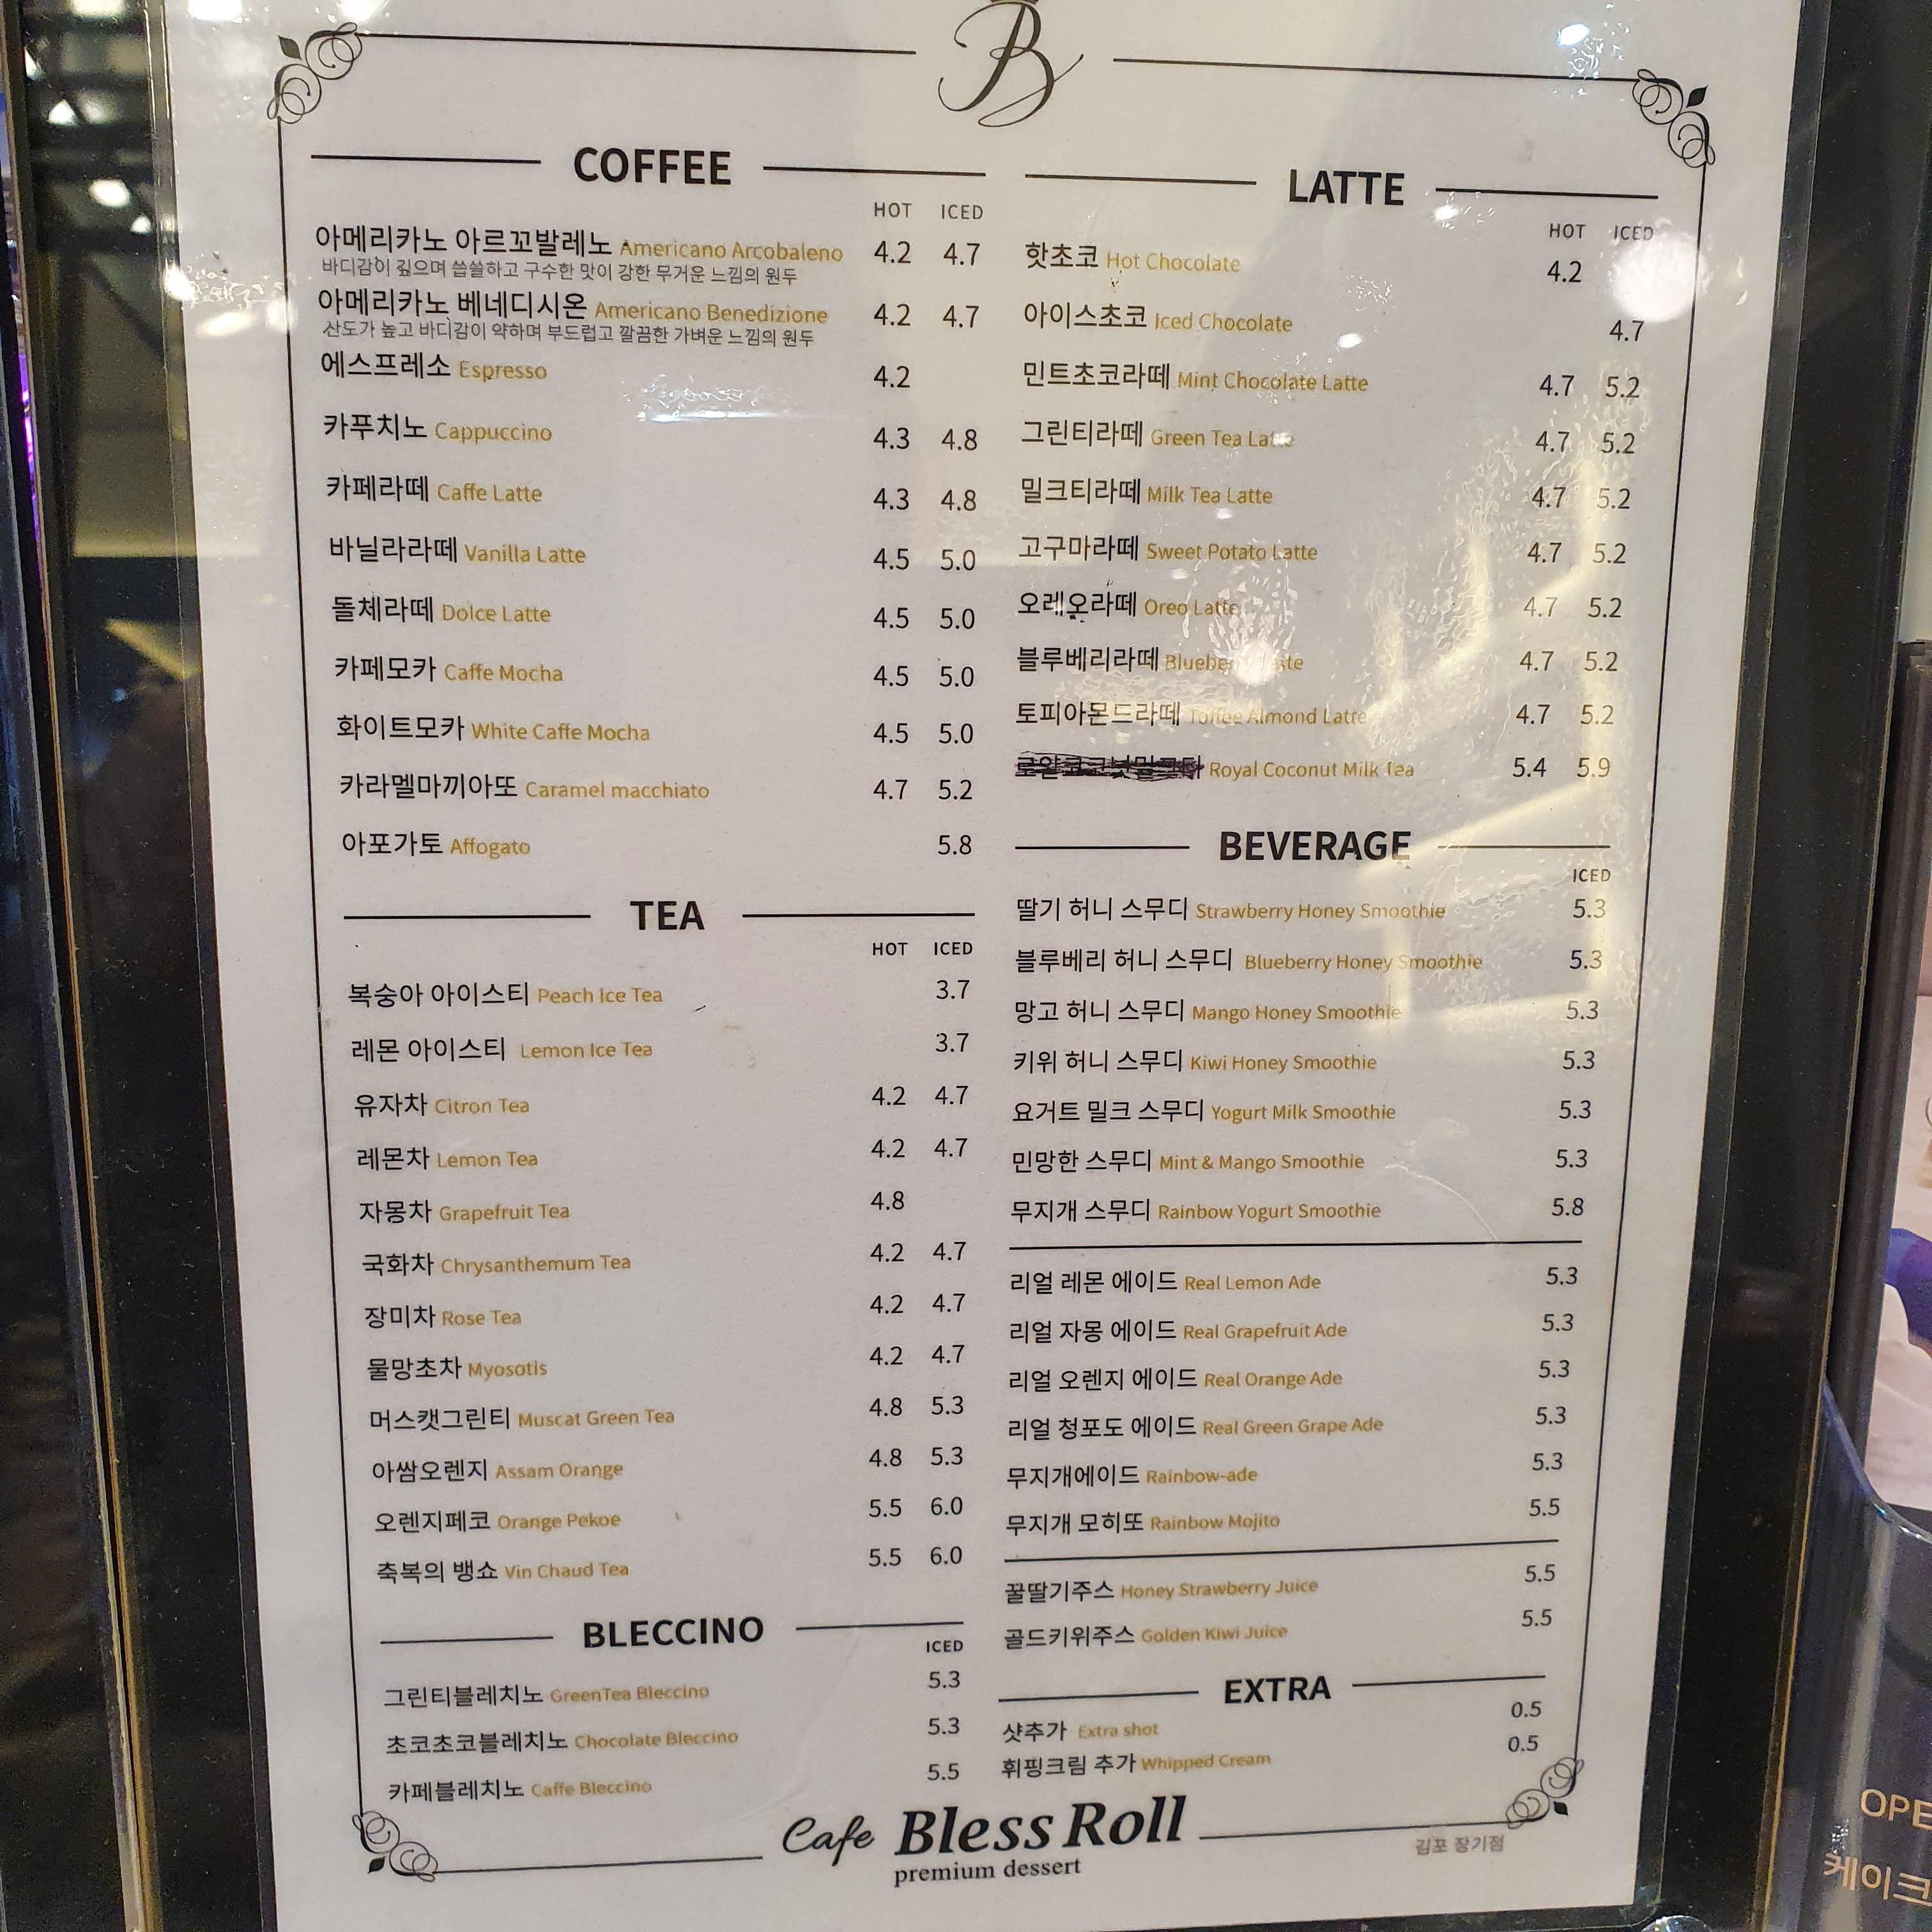 B
COFFEE
HOT ICED
아메리카노 아르꼬발레노 Americano Arcobaleno 4.2 4.7
바디감이 깊으며 씁쓸하고 구수한 맛이 강한 무거운 느낌의 원두
아메리카노 베네디시온 Americano Benedizione 4.2 4.7
산도가 높고 바디감이 약하며 부드럽고 깔끔한 가벼운 느낌의 원두
에스프레소 Espresso 4.2
카푸치노 Cappuccino 4.3 4.8
카페라떼 Caffe Latte 4.3 4.8
바닐라라떼 Vanilla Latte 4.5 5.0
돌체라떼 Dolce Latte 4.5 5.0
카페모카 Caffe Mocha 4.5 5.0
화이트모카 White Caffe Mocha 4.5 5.0
카라멜마끼아또 Caramel macchiato 4.7 5.2
아포가토 Affogato 5.8
TEA
HOT ICED
복숭아 아이스티 Peach Ice Tea 3.7
레몬 아이스티 Lemon Ice Tea 3.7
유자차 Citron Tea 4.2 4.7
레몬차 Lemon Tea 4.2 4.7
자몽차 Grapefruit Tea 4.8
국화차 Chrysanthemum Tea 4.2 4.7
장미차 Rose Tea 4.2 4.7
물망초차 Myosotis 4.2 4.7
머스캣그린티 Muscat Green Tea 4.8 5.3
아쌈오렌지 Assam Orange 4.8 5.3
오렌지페코 Orange Pekoe 5.5 6.0
축복의 뱅쇼 Vin Chaud Tea 5.5 6.0
BLECCINO
ICED
그린티블레치노 GreenTea Bleccino 5.3
초코초코블레치노 Chocolate Bleccino 5.3
카페블레치노 Caffe Bleccino 5.5
LATTE
HOT ICED
핫초코 Hot Chocolate 4.2
아이스초코 Iced Chocolate 4.7
민트초코라떼 Mint Chocolate Latte 4.7 5.2
그린티라떼 Green Tea Latte 4.7 5.2
밀크티라떼 Milk Tea Latte 4.7 5.2
고구마라떼 Sweet Potato Latte 4.7 5.2
오레오라떼 Oreo Latte 4.7 5.2
블루베리라떼 Blueberry Latte 4.7 5.2
토피아몬드라떼 Toffee Almond Latte 4.7 5.2
Royal Coconut Milk Tea 5.4 5.9
BEVERAGE
ICED
딸기 허니 스무디 Strawberry Honey Smoothie 5.3
블루베리 허니 스무디 Blueberry Honey Smoothie 5.3
망고 허니 스무디 Mango Honey Smoothie 5.3
키위 허니 스무디 Kiwi Honey Smoothie 5.3
요거트 밀크 스무디 Yogurt Milk Smoothie 5.3
민망한 스무디 Mint & Mango Smoothie 5.3
무지개 스무디 Rainbow Yogurt Smoothie 5.8
리얼 레몬 에이드 Real Lemon Ade 5.3
리얼 자몽 에이드 Real Grapefruit Ade 5.3
리얼 오렌지 에이드 Real Orange Ade 5.3
리얼 청포도 에이드 Real Green Grape Ade 5.3
무지개에이드 Rainbow-ade 5.3
무지개 모히또 Rainbow Mojito 5.5
꿀딸기주스 Honey Strawberry Juice 5.5
골드키위주스 Golden Kiwi Juice 5.5
EXTRA
샷추가 Extra shot 0.5
휘핑크림 추가 Whipped Cream 0.5
Cafe Bless Roll
premium dessert
김포 장기점